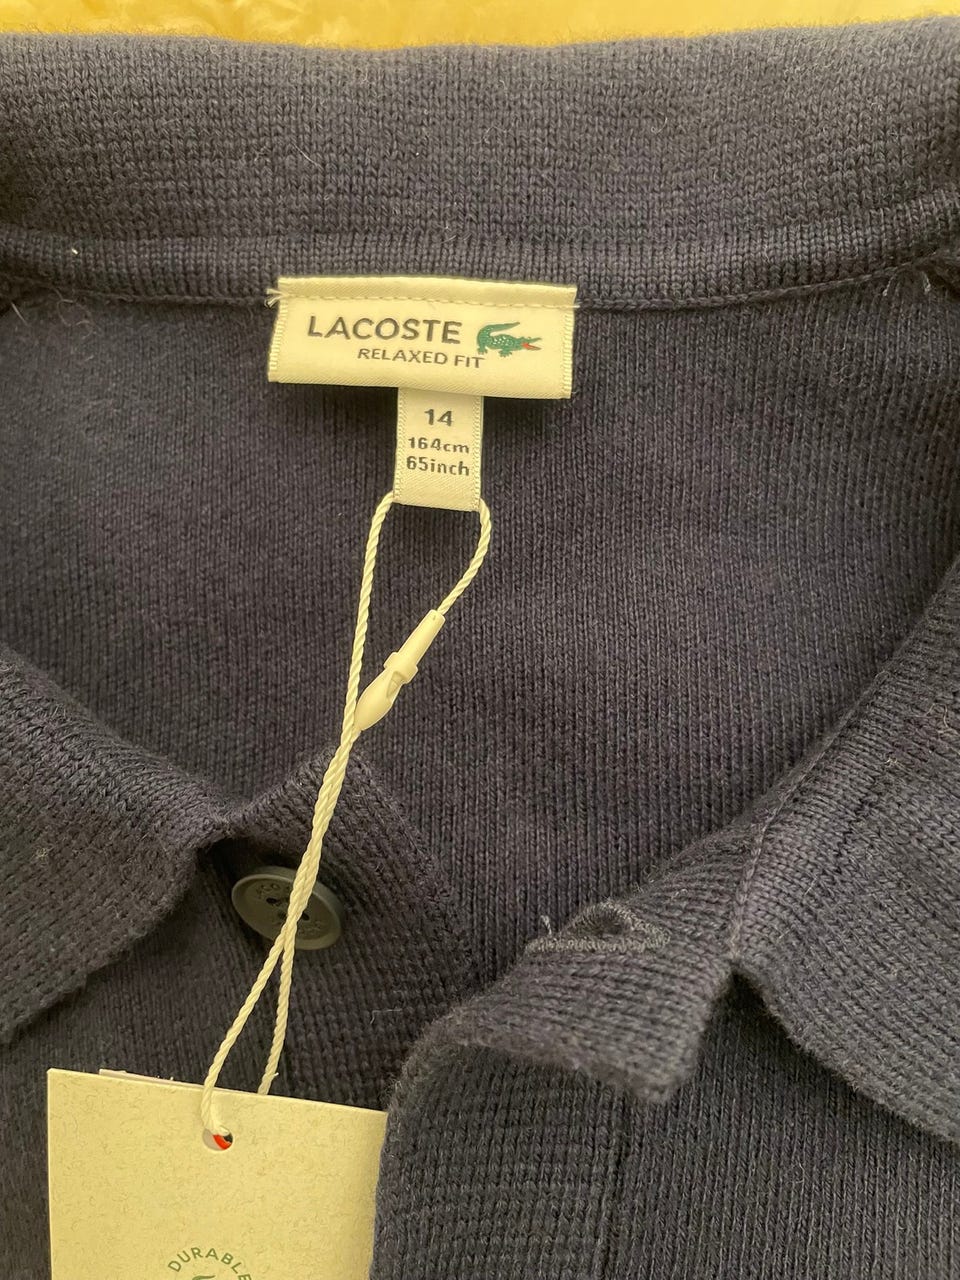 LACOSTE
RELAXED FIT
14
164cm
65inch
DURABLE